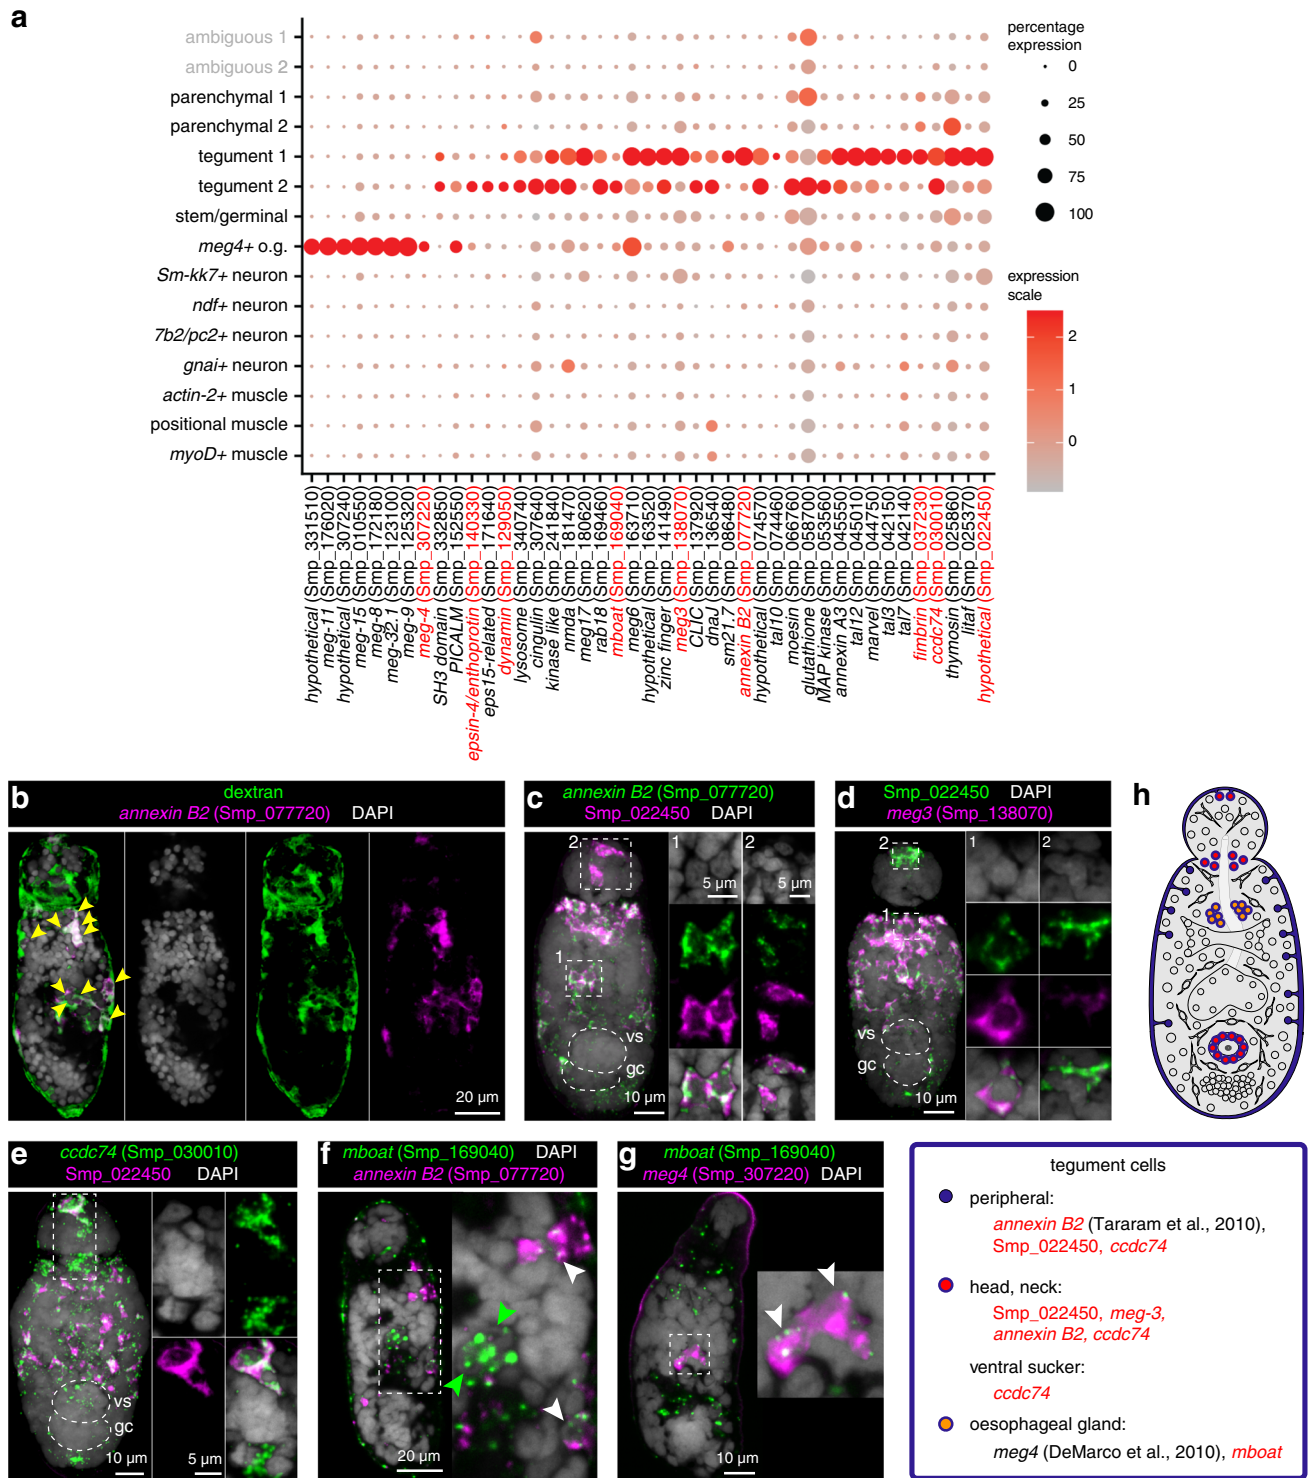 a
ambiguous 1
ambiguous 2
parenchymal 1
parenchymal 2
tegument 1
tegument 2
stem/germinal
meg4+ o.g.
Sm-kk7+ neuron
ndf+ neuron
7b2/pc2+ neuron
gnai+ neuron
actin-2+ muscle
positional muscle
myoD+ muscle
percentage
expression
0
25
50
75
100
expression
scale
2
1
0
hypothetical (Smp_331510)
meg-11 (Smp_176020)
hypothetical (Smp_307240)
meg-15 (Smp_010550)
meg-8 (Smp_172180)
meg-32.1 (Smp_123100)
meg-9 (Smp_125320)
meg-4 (Smp_307220)
SH3 domain (Smp_332850)
PICALM (Smp_152550)
epsin-4/enthoprotin (Smp_140330)
eps15-related (Smp_171640)
dynamin (Smp_129050)
lysosome (Smp_340740)
cingulin (Smp_307640)
kinase like (Smp_241840)
nmda (Smp_181470)
meg17 (Smp_180620)
rab18 (Smp_169460)
mboat (Smp_169040)
meg6 (Smp_163710)
hypothetical (Smp_163520)
zinc finger (Smp_141490)
meg3 (Smp_138070)
CLIC (Smp_137920)
dnaJ (Smp_136540)
sm21.7 (Smp_086480)
annexin B2 (Smp_077720)
hypothetical (Smp_074570)
tal10 (Smp_074460)
moesin (Smp_066760)
glutathione (Smp_058700)
MAP kinase (Smp_053560)
annexin A3 (Smp_045550)
tal12 (Smp_045010)
marvel (Smp_044750)
tal3 (Smp_042150)
tal7 (Smp_042140)
fimbrin (Smp_037230)
ccdc74 (Smp_030010)
thymosin (Smp_025860)
litaf (Smp_025370)
hypothetical (Smp_022450)
b
dextran
annexin B2 (Smp_077720) DAPI
20 µm
c
annexin B2 (Smp_077720)
Smp_022450 DAPI
2
1
vs
gc
10 µm
1
2
5 µm
5 µm
d
Smp_022450 DAPI
meg3 (Smp_138070)
2
1
vs
gc
10 µm
1
2
h
e
ccdc74 (Smp_030010)
Smp_022450 DAPI
vs
gc
10 µm
5 µm
f
mboat (Smp_169040) DAPI
annexin B2 (Smp_077720)
20 µm
g
mboat (Smp_169040)
meg4 (Smp_307220) DAPI
10 µm
tegument cells
peripheral:
annexin B2 (Tararam et al., 2010),
Smp_022450, ccdc74
head, neck:
Smp_022450, meg-3,
annexin B2, ccdc74
ventral sucker:
ccdc74
oesophageal gland:
meg4 (DeMarco et al., 2010), mboat